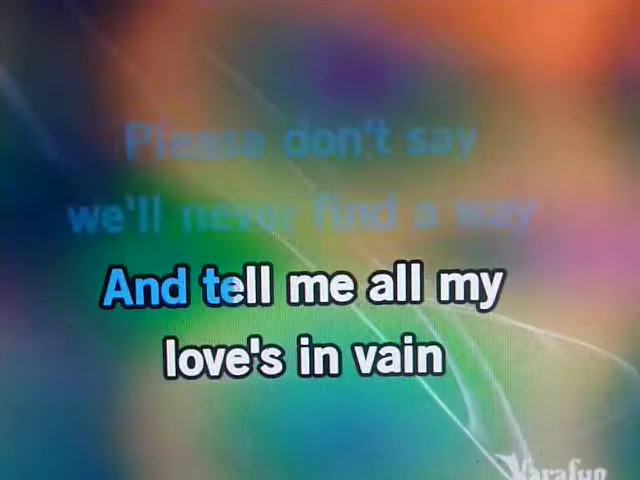 Please don't say
we'll never find a way
And tell me all my
love's in vain
Karafun